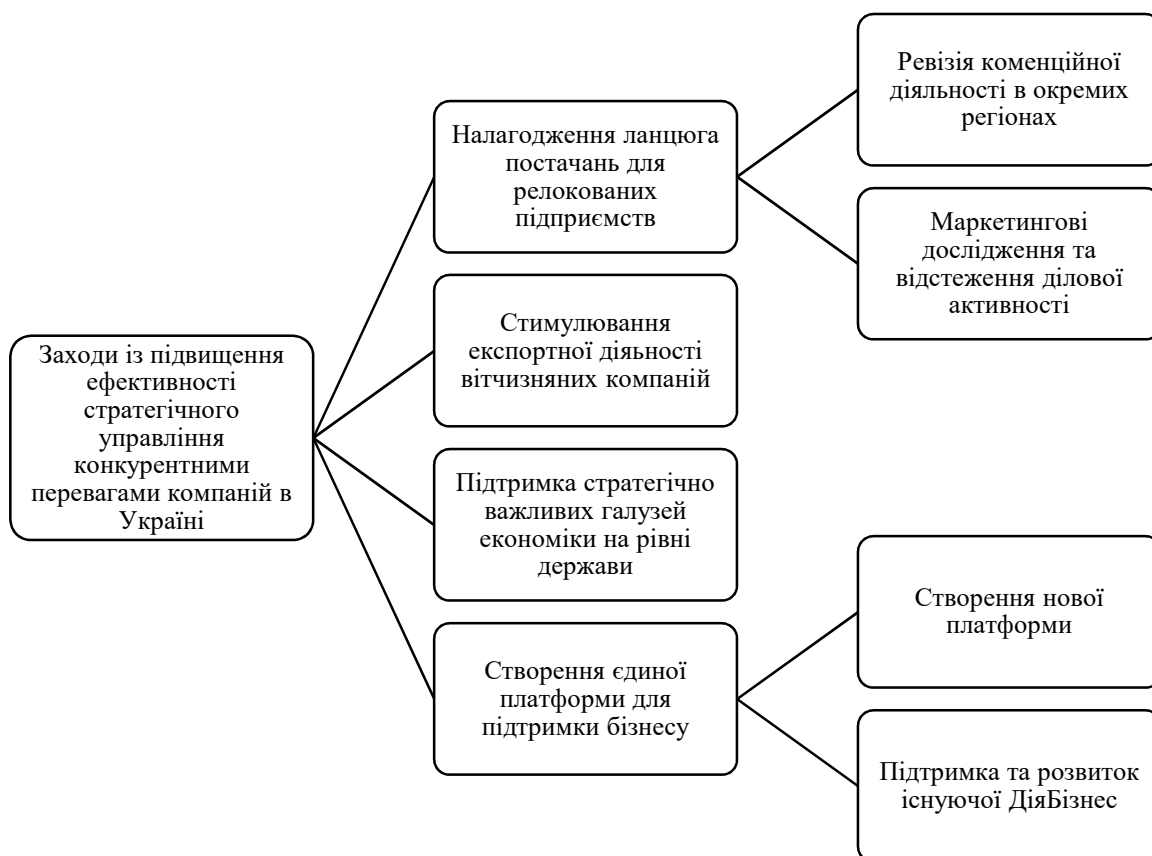 Заходи із підвищення
ефективності
стратегічного
управління
конкурентними
перевагами компаній в
Україні
Налагодження ланцюга
постачань для
релокованих
підприємств
Ревізія коменційної
діяльності в окремих
регіонах
Маркетингові
дослідження та
відстеження ділової
активності
Стимулювання
експортної діяьності
вітчизняних компаній
Підтримка стратегічно
важливих галузей
економіки на рівні
держави
Створення єдиної
платформи для
підтримки бізнесу
Створення нової
платформи
Підтримка та розвиток
існуючої ДіяБізнес